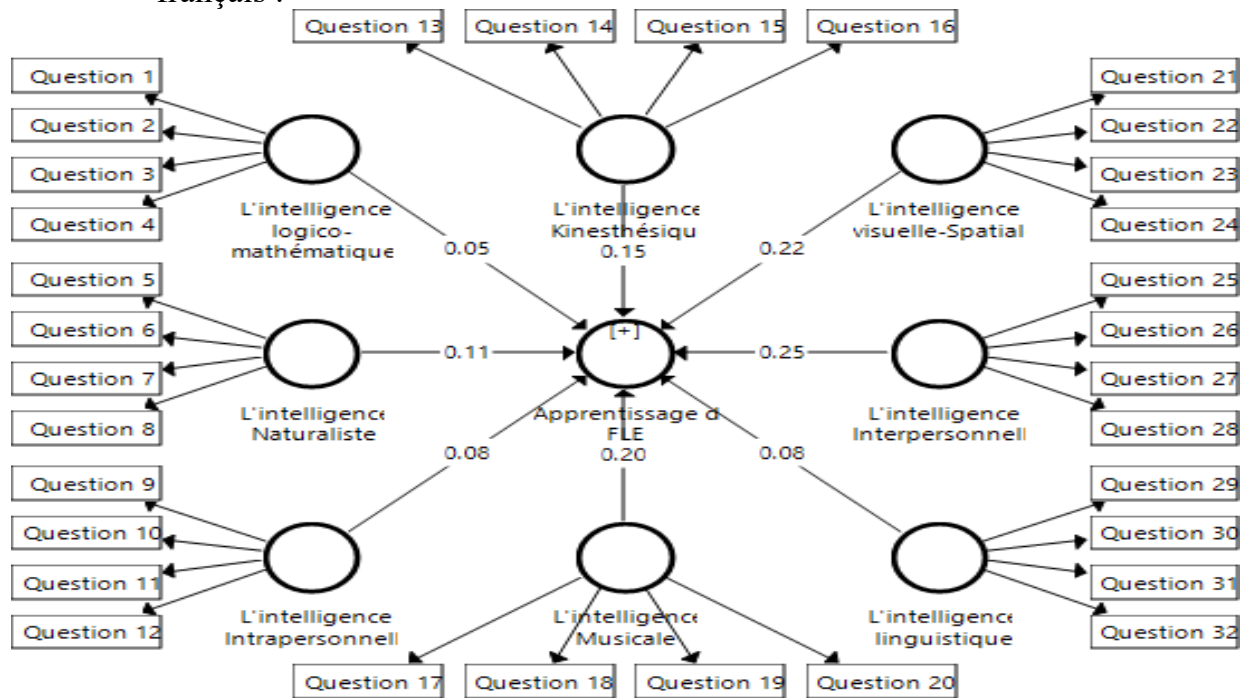 français :
Question 13
Question 14
Question 15
Question 16
Question 1
Question 2
Question 3
Question 4
L'intelligence
logico-
mathématique
L'intelligence
Kinesthésiqu
L'intelligence
visuelle-Spatial
Question 21
Question 22
Question 23
Question 24
0.05
0.15
0.22
Question 5
Question 6
Question 7
Question 8
L'intelligence
Naturaliste
0.11
[+]
Apprentissage d
FLE
0.25
L'intelligence
Interpersonnell
Question 25
Question 26
Question 27
Question 28
0.08
0.20
0.08
Question 9
Question 10
Question 11
Question 12
L'intelligence
Intrapersonnell
L'intelligence
Musicale
L'intelligence
linguistique
Question 29
Question 30
Question 31
Question 32
Question 17
Question 18
Question 19
Question 20